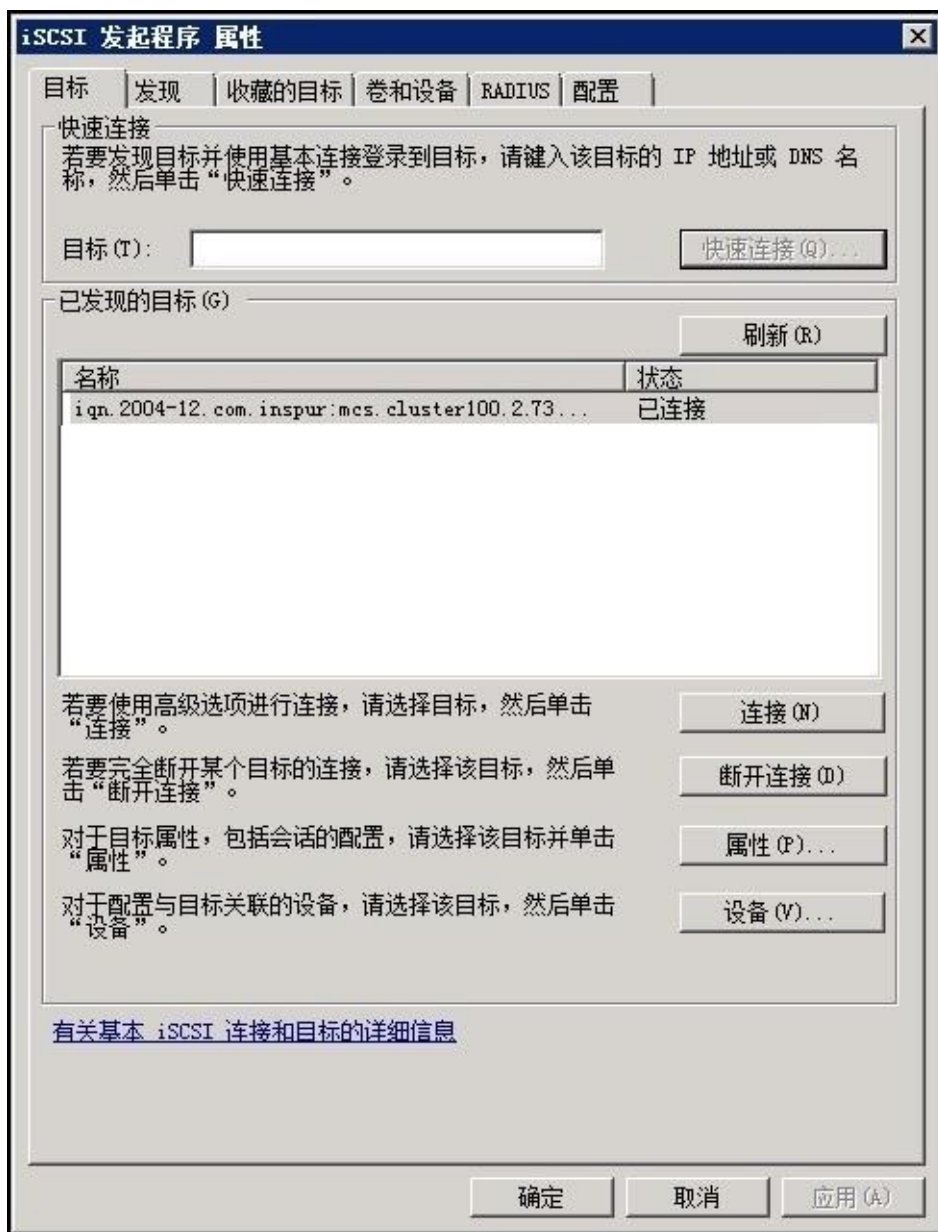 iSCSI 发起程序 属性
目标 发现 收藏的目标 卷和设备 RADIUS 配置
快速连接
若要发现目标并使用基本连接登录到目标，请键入该目标的 IP 地址或 DNS 名
称，然后单击“快速连接”。
目标(T): 快速连接(Q)...
已发现的目标(G)
刷新(R)
名称 状态
iqn.2004-12.com.inspur:mcs.cluster100.2.73... 已连接
若要使用高级选项进行连接，请选择目标，然后单击
“连接”。
连接(N)
若要完全断开某个目标的连接，请选择该目标，然后单
击“断开连接”。
断开连接(D)
对于目标属性，包括会话的配置，请选择该目标并单击
“属性”。
属性(P)...
对于配置与目标关联的设备，请选择该目标，然后单击
“设备”。
设备(V)...
有关基本 iSCSI 连接和目标的详细信息
确定 取消 应用(A)